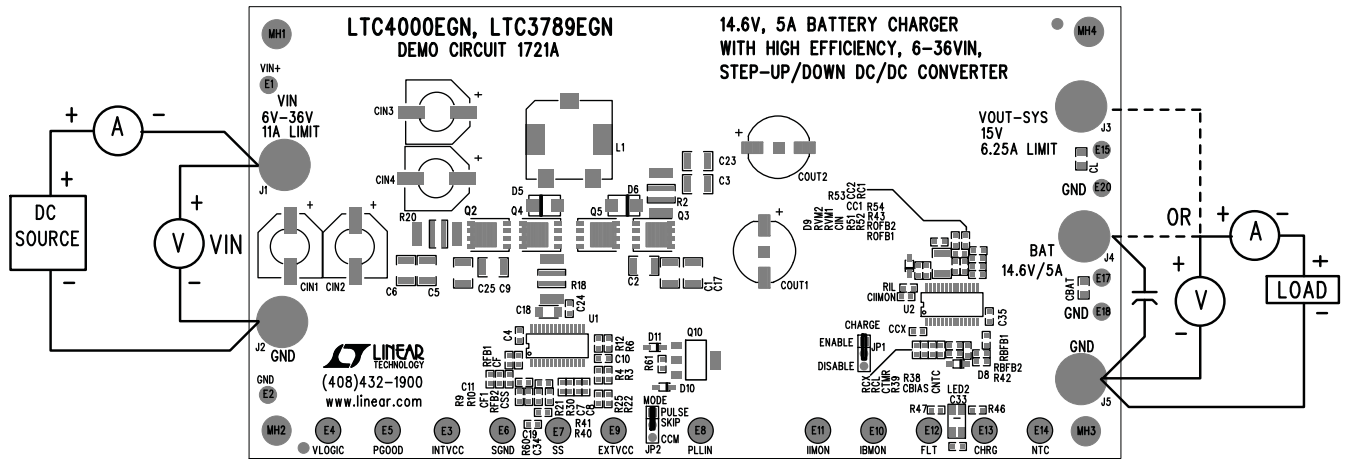 LTC4000EGN, LTC3789EGN
DEMO CIRCUIT 1721A
14.6V, 5A BATTERY CHARGER
WITH HIGH EFFICIENCY, 6-36VIN,
STEP-UP/DOWN DC/DC CONVERTER
MH1
MH4
VIN+
E1
VIN
6V-36V
11A LIMIT
J1
+
A
-
+
DC
SOURCE
-
+
V
VIN
-
J2
GND
GND
E2
MH2
CIN3
+
CIN4
+
CIN1
+
CIN2
+
L1
C23
C3
COUT2
+
COUT1
+
D5
D6
R2
R20
Q2
Q4
Q5
Q3
C6
C5
C25
C9
R18
C2
C1
C17
C18
C24
U1
C4
RFB1
CF
R9
R10
C11
CF1
RFB2
CSS
R12
R6
C10
R4
R3
R25
R22
R21
R30
C7
C8
R41
R40
R60
C19
C34
D11
R61
Q10
D10
MODE
PULSE
SKIP
CCM
JP2
LINEAR
TECHNOLOGY
(408)432-1900
www.linear.com
D9
RVM2
RVM1
CIN
R51
R52
CC1
R53
CC2
RC1
R54
R43
ROFB2
ROFB1
RIL
CIIMON
U2
CCX
C35
CHARGE
ENABLE
JP1
DISABLE
RCX
RCL
CTMR
R39
R38
CBIAS
CNTC
D8
RBFB1
RBFB2
R42
LED2
C33
R47
R46
VOUT-SYS
15V
6.25A LIMIT
J3
E15
CL
GND
E20
BAT
14.6V/5A
J4
E17
CBAT
GND
E18
GND
J5
MH3
OR
+
A
-
+
V
-
+
LOAD
-
E4
VLOGIC
E5
PGOOD
E3
INTVCC
E6
SGND
E7
SS
E9
EXTVCC
E8
PLLIN
E11
IIMON
E10
IBMON
E12
FLT
E13
CHRG
E14
NTC